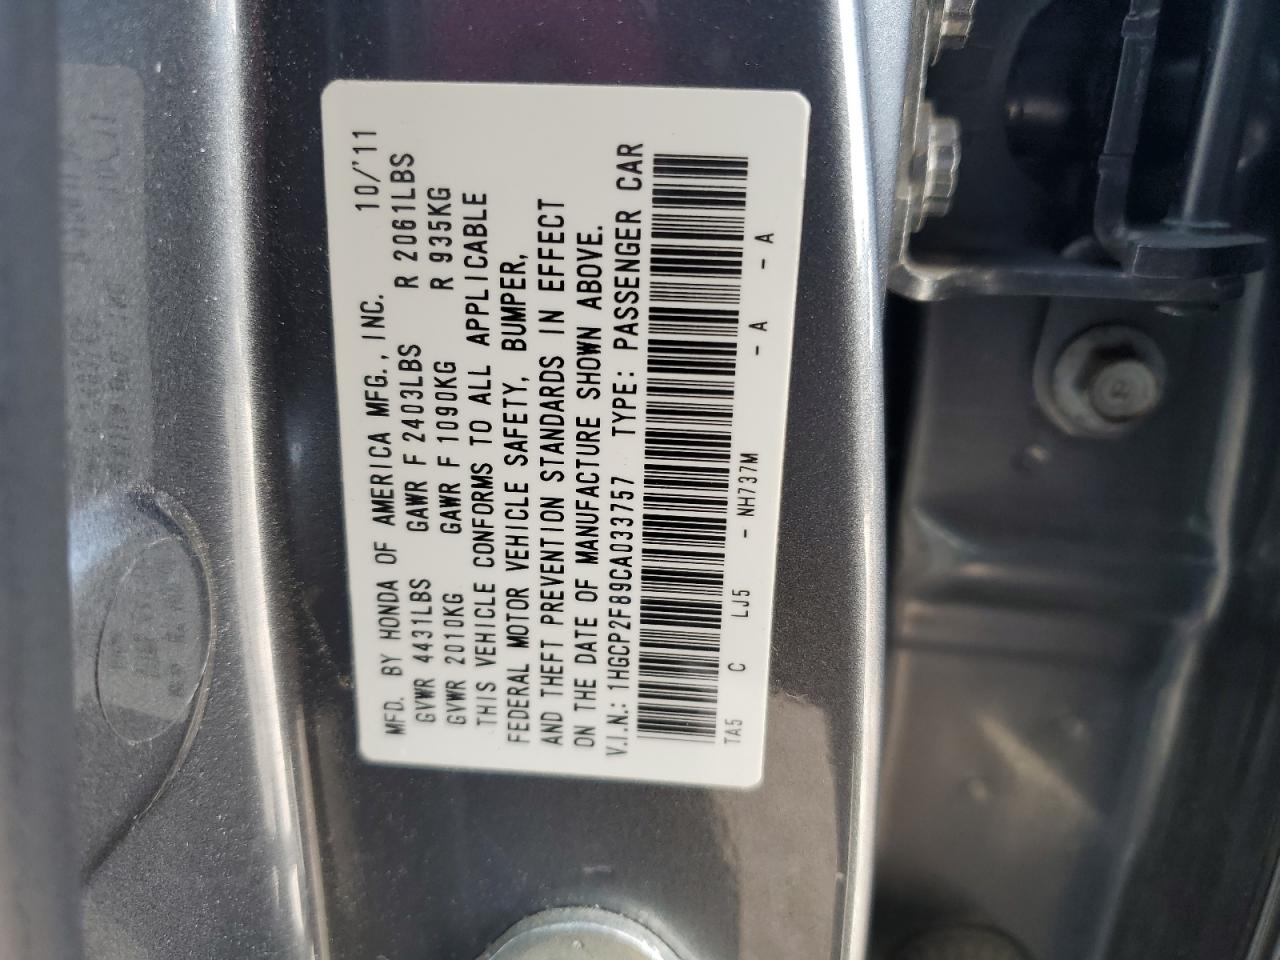 MFD. BY HONDA OF AMERICA MFG., INC. 10/'11
GVWR 4431LBS GAWR F 2403LBS R 2061LBS
GVWR 2010KG GAWR F 1090KG R 935KG
THIS VEHICLE CONFORMS TO ALL APPLICABLE
FEDERAL MOTOR VEHICLE SAFETY, BUMPER,
AND THEFT PREVENTION STANDARDS IN EFFECT
ON THE DATE OF MANUFACTURE SHOWN ABOVE.
V.I.N.: 1HGCP2F89CA033757 TYPE: PASSENGER CAR
TA5 C LJ5 - NH737M - A - A